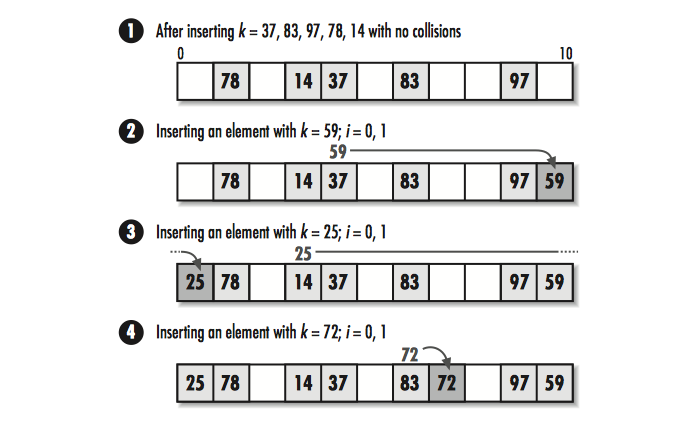 1 After inserting k = 37, 83, 97, 78, 14 with no collisions
0 10
78 14 37 83 97
2 Inserting an element with k = 59; i = 0, 1
59
78 14 37 83 97 59
3 Inserting an element with k = 25; i = 0, 1
25
25 78 14 37 83 97 59
4 Inserting an element with k = 72; i = 0, 1
72
25 78 14 37 83 72 97 59